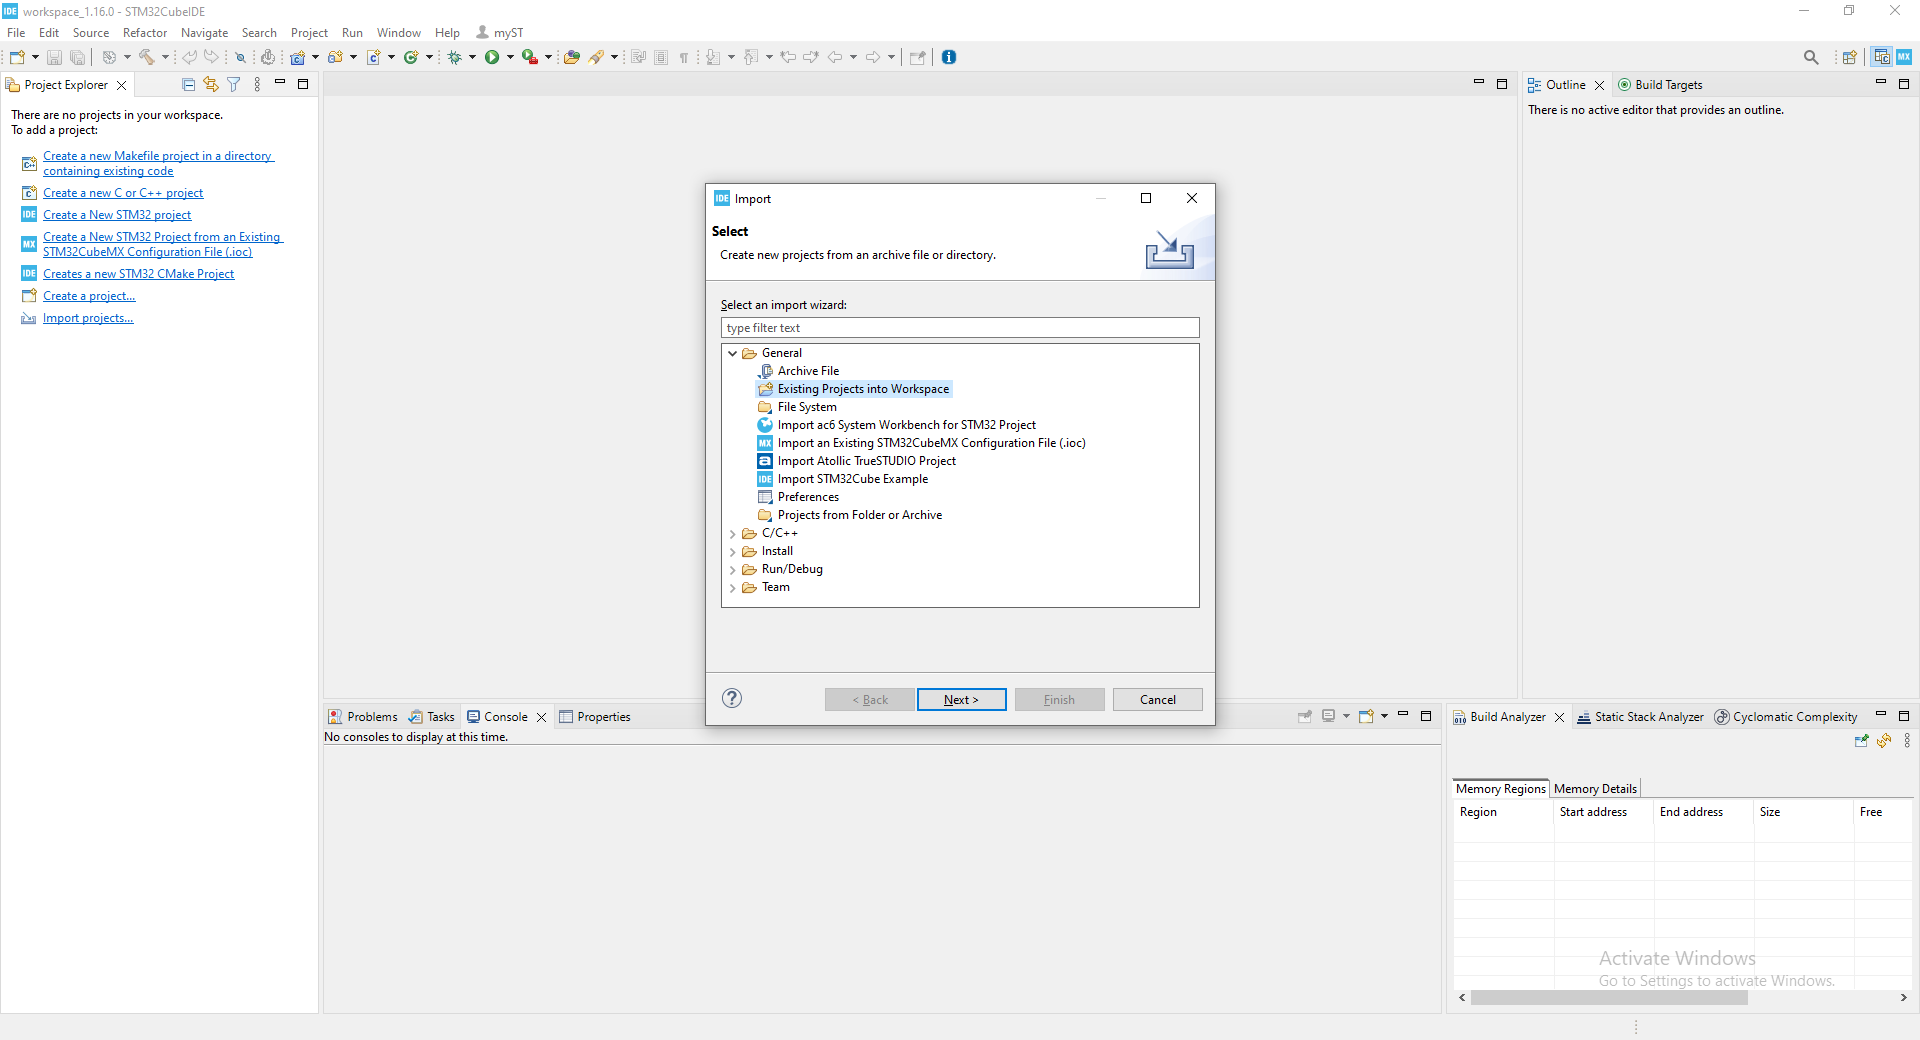 IDE workspace_1.16.0 - STM32CubeIDE
File Edit Source Refactor Navigate Search Project Run Window Help myST
MX
Project Explorer
There are no projects in your workspace.
To add a project:
Create a new Makefile project in a directory
containing existing code
Create a new C or C++ project
IDE Create a New STM32 project
MX Create a New STM32 Project from an Existing
STM32CubeMX Configuration File (.ioc)
IDE Creates a new STM32 CMake Project
Create a project...
Import projects...
Outline Build Targets
There is no active editor that provides an outline.
IDE Import
Select
Create new projects from an archive file or directory.
Select an import wizard:
type filter text
General
Archive File
Existing Projects into Workspace
File System
Import ac6 System Workbench for STM32 Project
MX Import an Existing STM32CubeMX Configuration File (.ioc)
a Import Atollic TrueSTUDIO Project
IDE Import STM32Cube Example
Preferences
Projects from Folder or Archive
C/C++
Install
Run/Debug
Team
? < Back Next > Finish Cancel
Problems Tasks Console Properties
No consoles to display at this time.
Build Analyzer Static Stack Analyzer Cyclomatic Complexity
Memory Regions Memory Details
Region Start address End address Size Free
Activate Windows
Go to Settings to activate Windows.